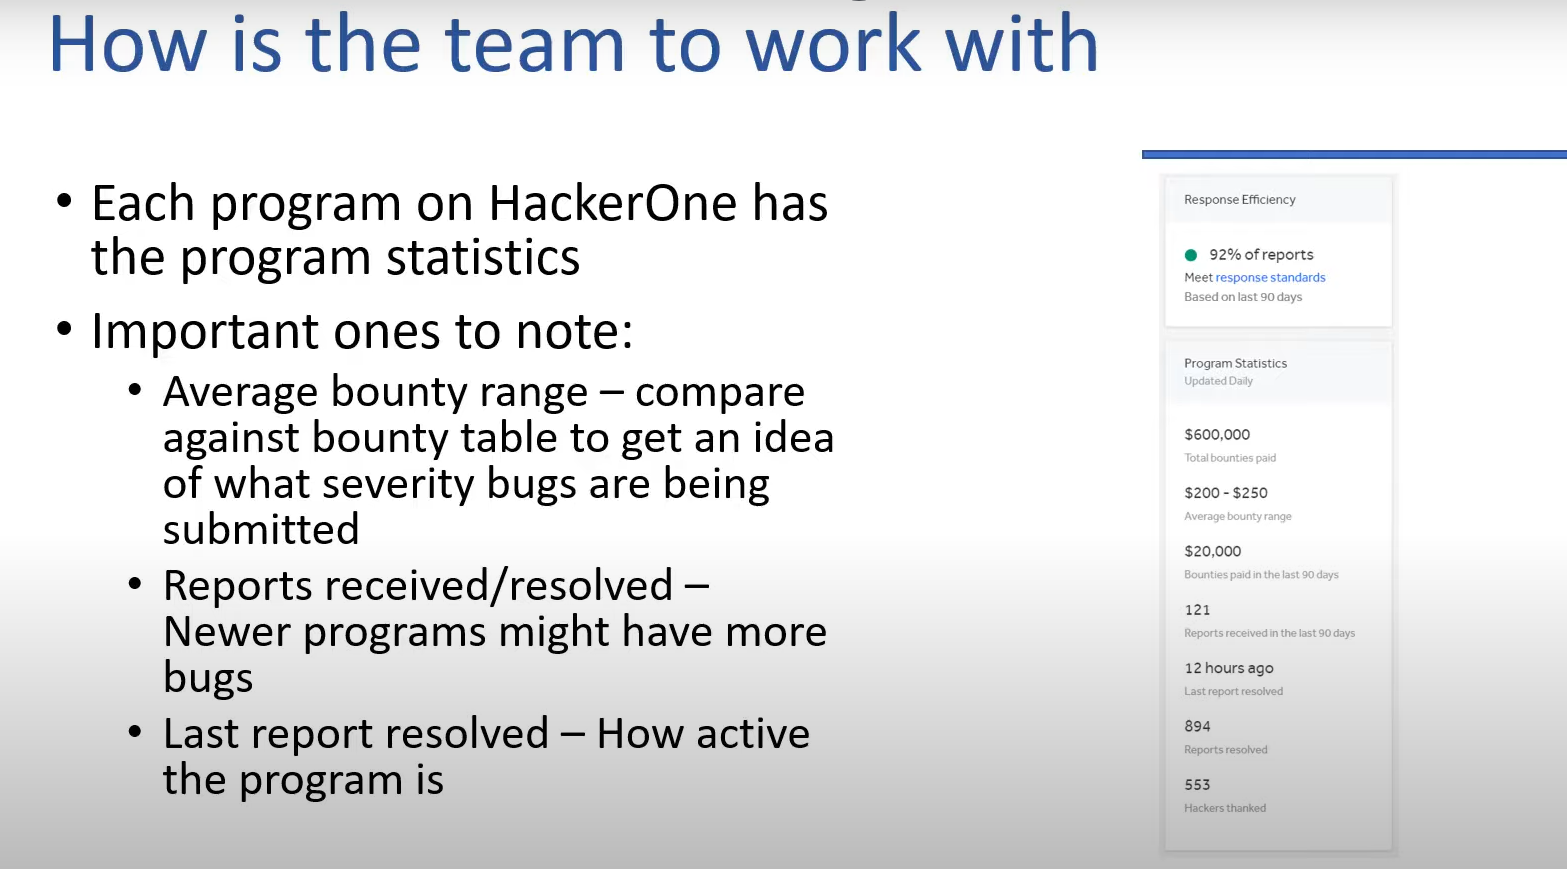 How is the team to work with
• Each program on HackerOne has
the program statistics
• Important ones to note:
• Average bounty range – compare
against bounty table to get an idea
of what severity bugs are being
submitted
• Reports received/resolved –
Newer programs might have more
bugs
• Last report resolved – How active
the program is
Response Efficiency
92% of reports
Meet response standards
Based on last 90 days
Program Statistics
Updated Daily
$600,000
Total bounties paid
$200 - $250
Average bounty range
$20,000
Bounties paid in the last 90 days
121
Reports received in the last 90 days
12 hours ago
Last report resolved
894
Reports resolved
553
Hackers thanked